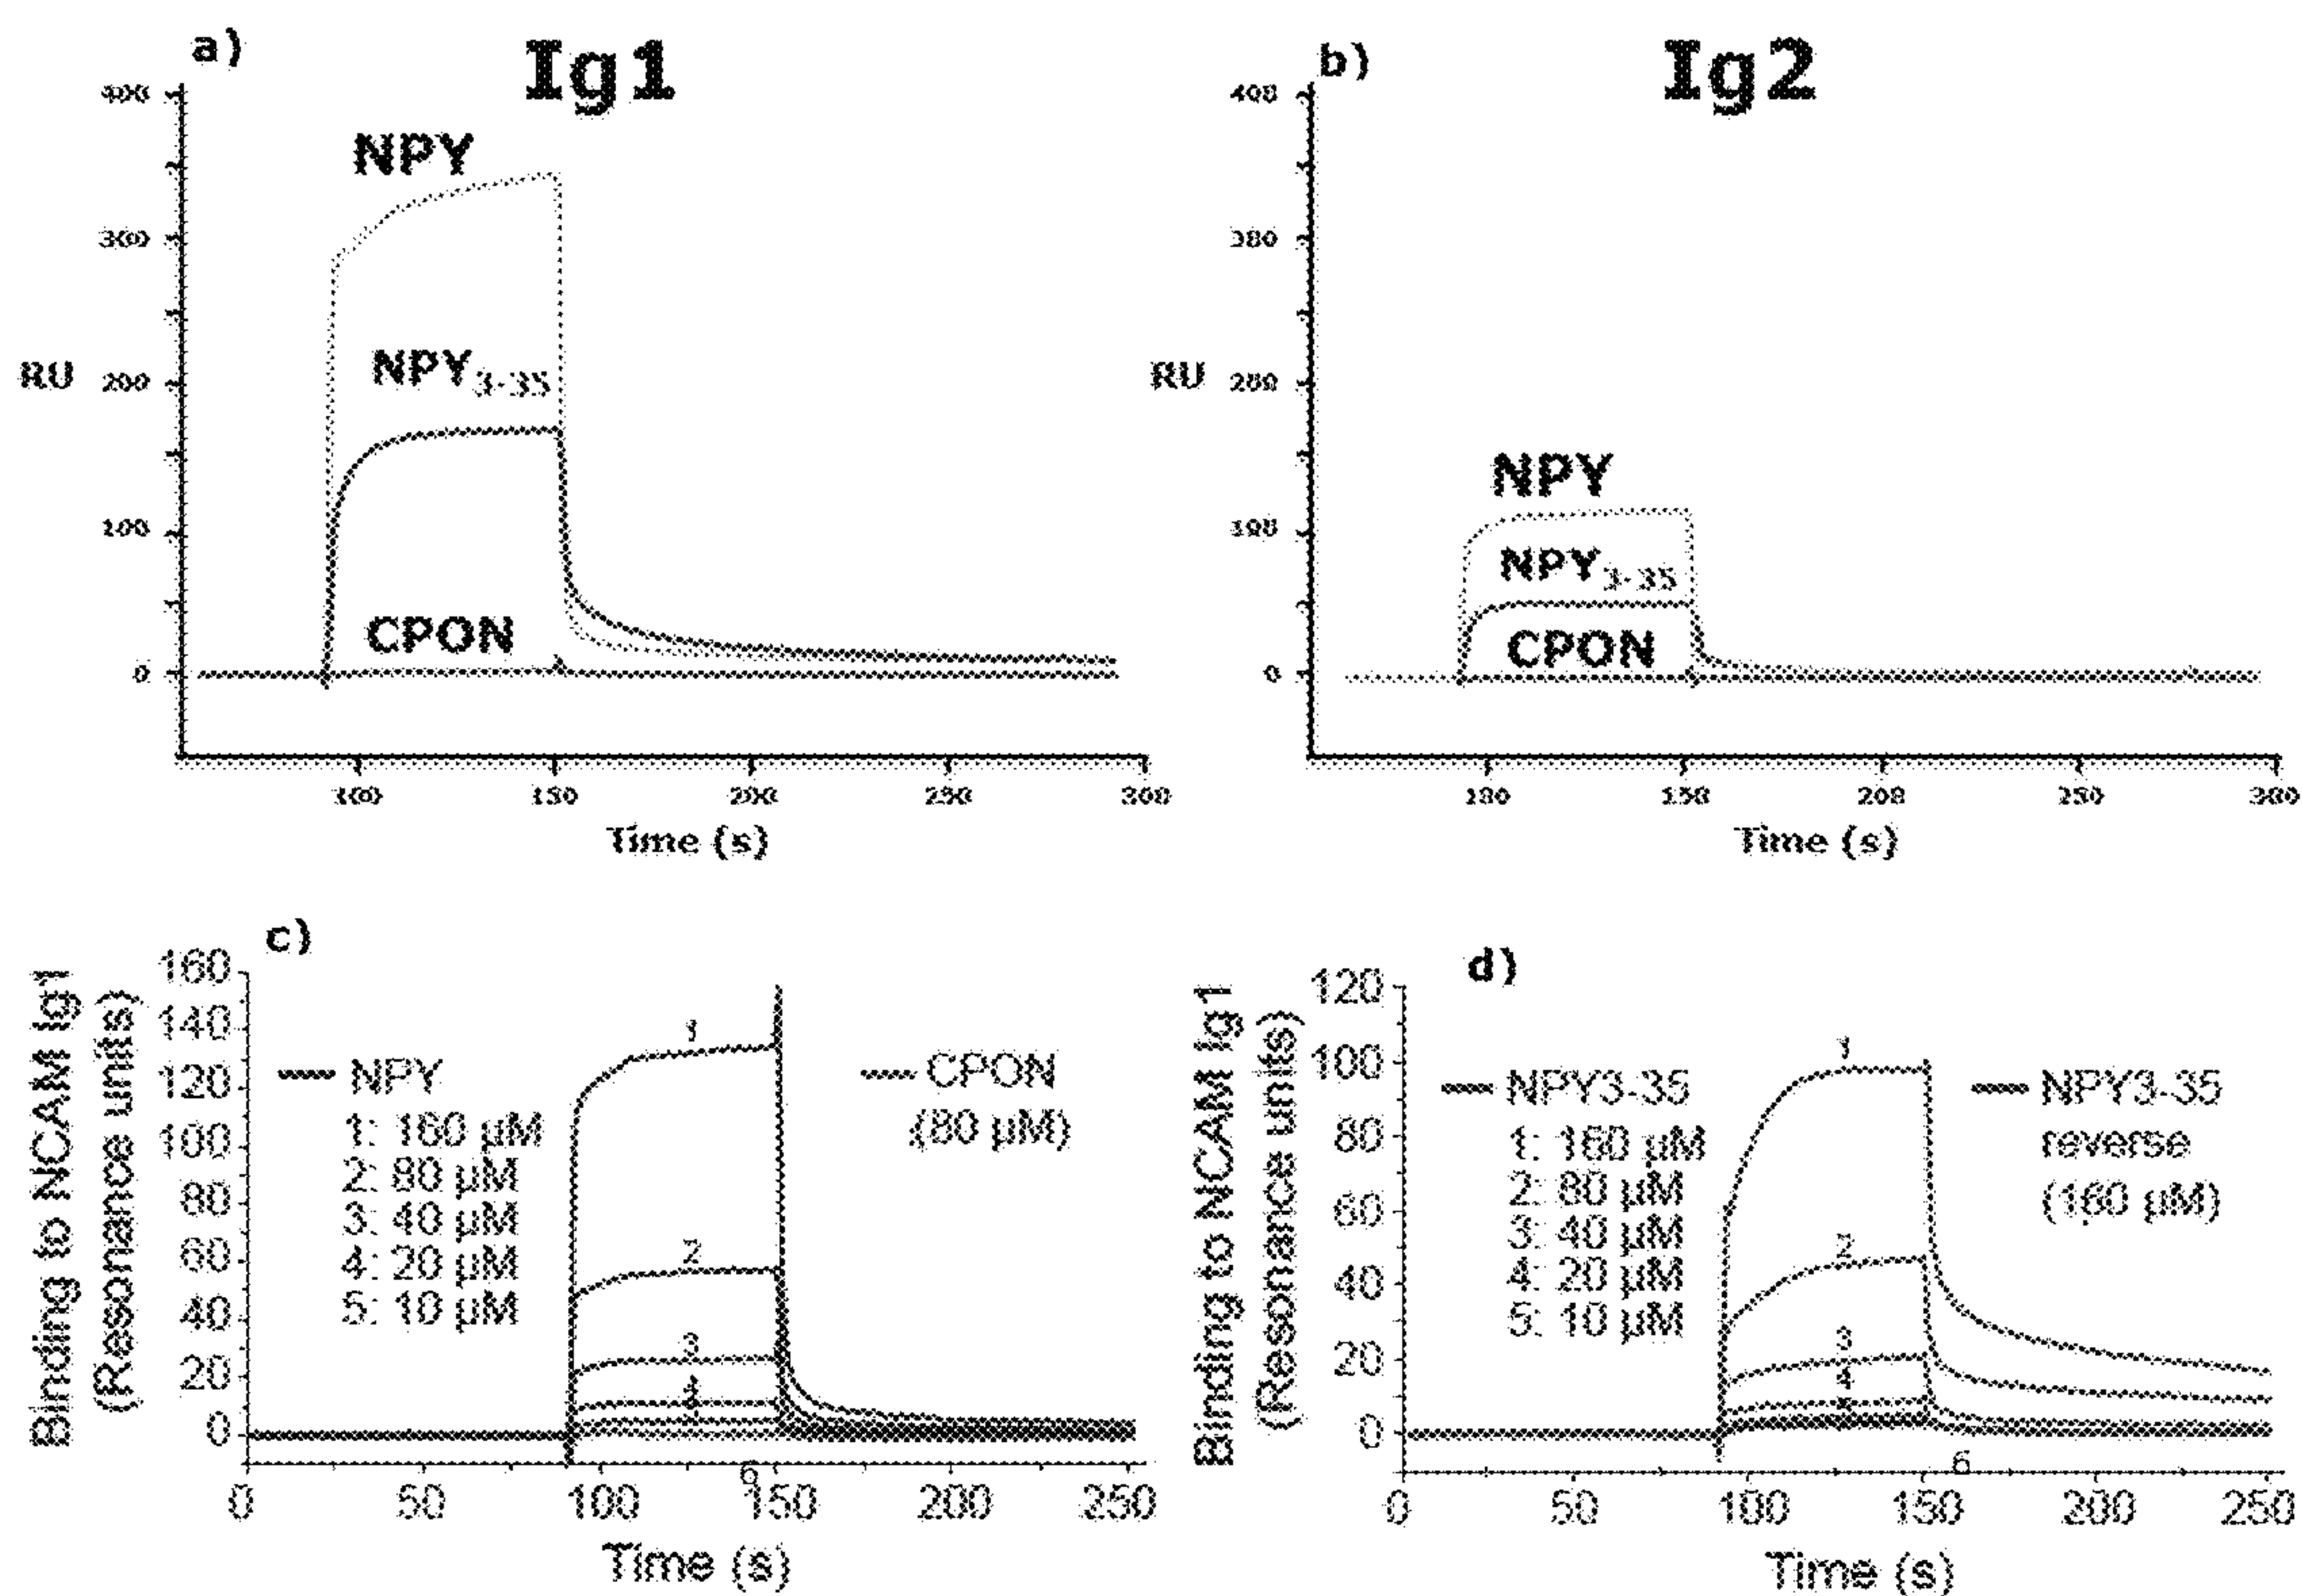 a)
Ig1
400
300
RU
200
100
0
NPY
NPY3-35
CPON
100 150 200 250 300
Time (s)
b)
Ig2
400
300
RU
200
100
0
NPY
NPY3-35
CPON
100 150 200 250 300
Time (s)
c)
Binding to NCAM Ig1
(Resonance units)
160
140
120
100
80
60
40
20
0
NPY
1: 160 µM
2: 80 µM
3: 40 µM
4: 20 µM
5: 10 µM
CPON
(80 µM)
1
2
3
4
6
0 50 100 150 200 250
Time (s)
d)
Binding to NCAM Ig1
(Resonance units)
120
100
80
60
40
20
0
NPY3-35
1: 160 µM
2: 80 µM
3: 40 µM
4: 20 µM
5: 10 µM
NPY3-35
reverse
(160 µM)
1
2
3
4
6
0 50 100 150 200 250
Time (s)